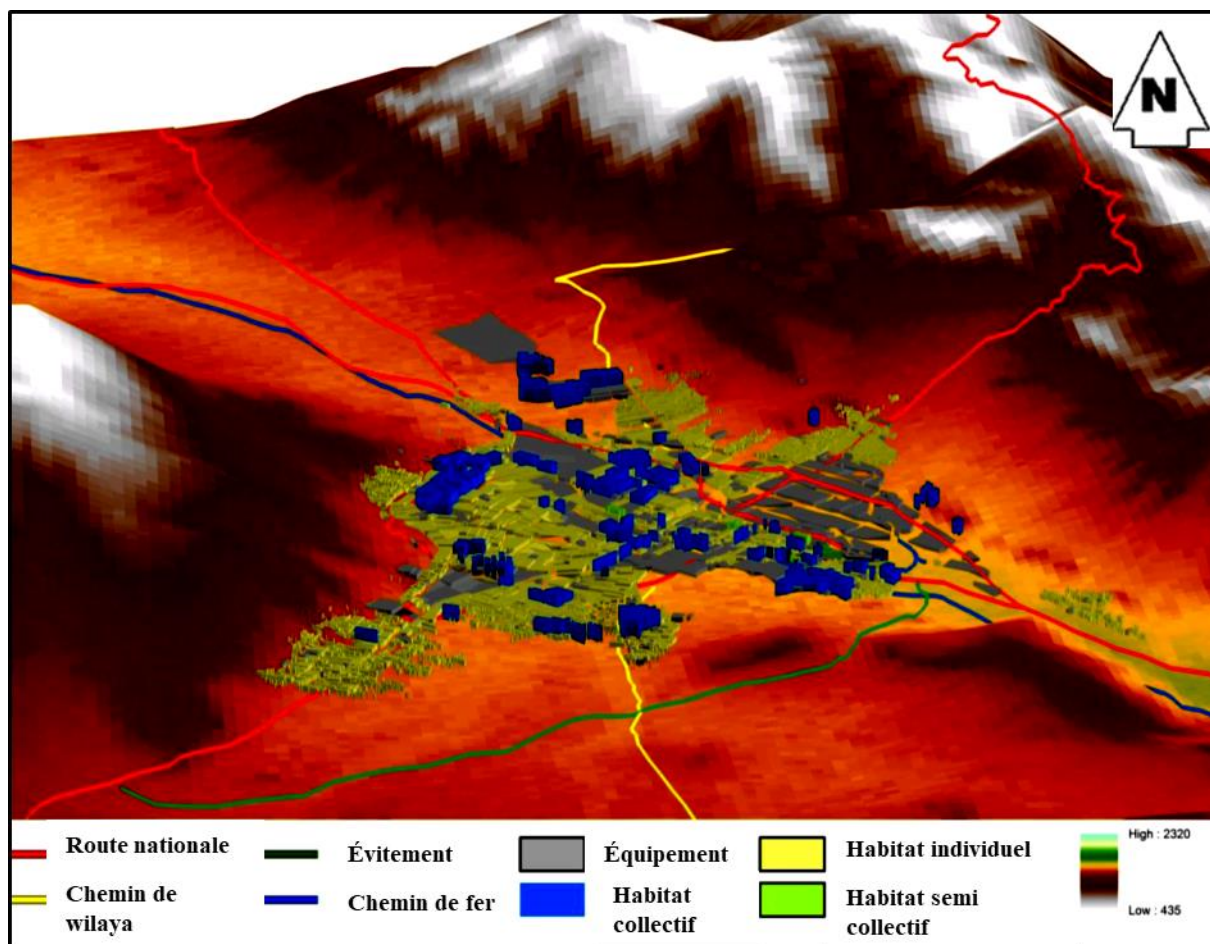 N
Route nationale
Évitement
Équipement
Habitat individuel
High : 2320
Chemin de
wilaya
Chemin de fer
Habitat
collectif
Habitat semi
collectif
Low : 435